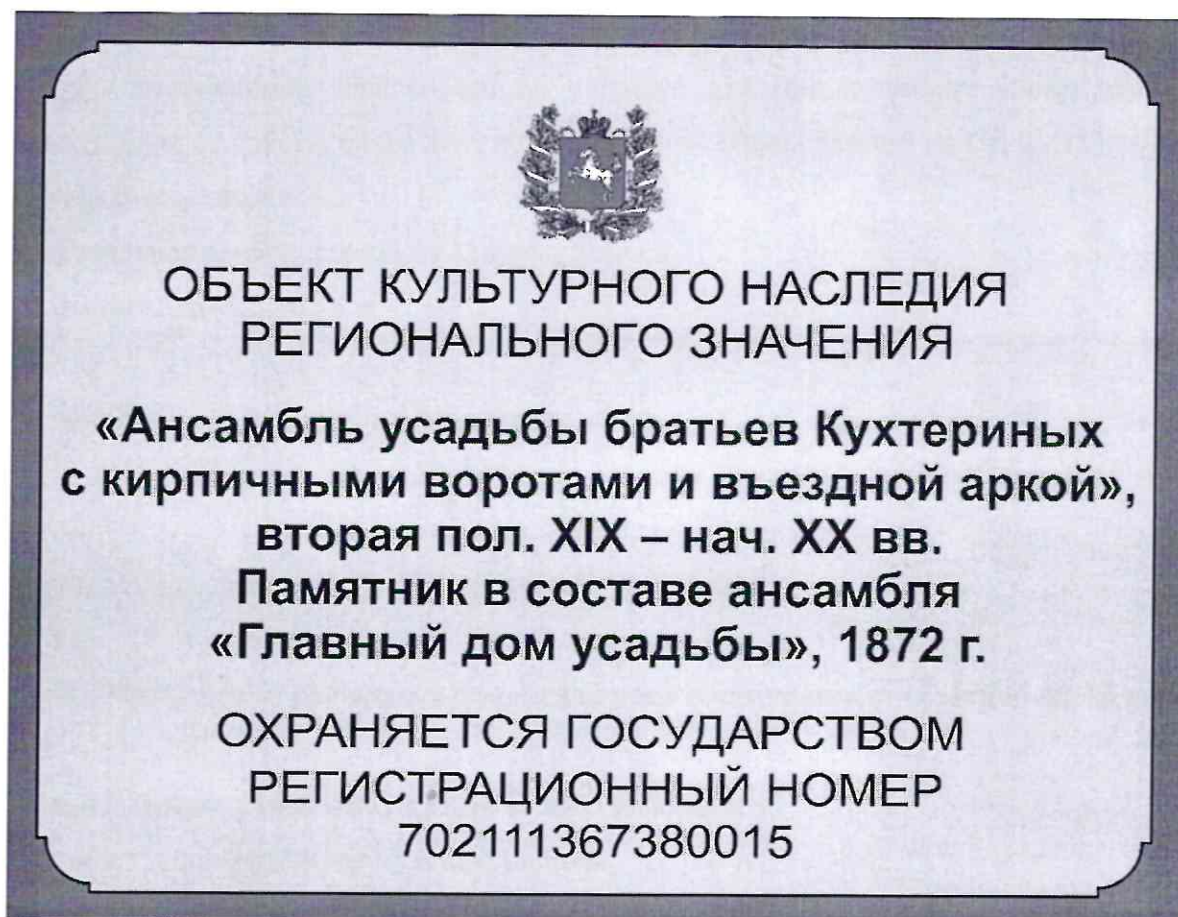 ОБЪЕКТ КУЛЬТУРНОГО НАСЛЕДИЯ
РЕГИОНАЛЬНОГО ЗНАЧЕНИЯ
«Ансамбль усадьбы братьев Кухтериных
с кирпичными воротами и въездной аркой»,
вторая пол. XIX – нач. XX вв.
Памятник в составе ансамбля
«Главный дом усадьбы», 1872 г.
ОХРАНЯЕТСЯ ГОСУДАРСТВОМ
РЕГИСТРАЦИОННЫЙ НОМЕР
702111367380015